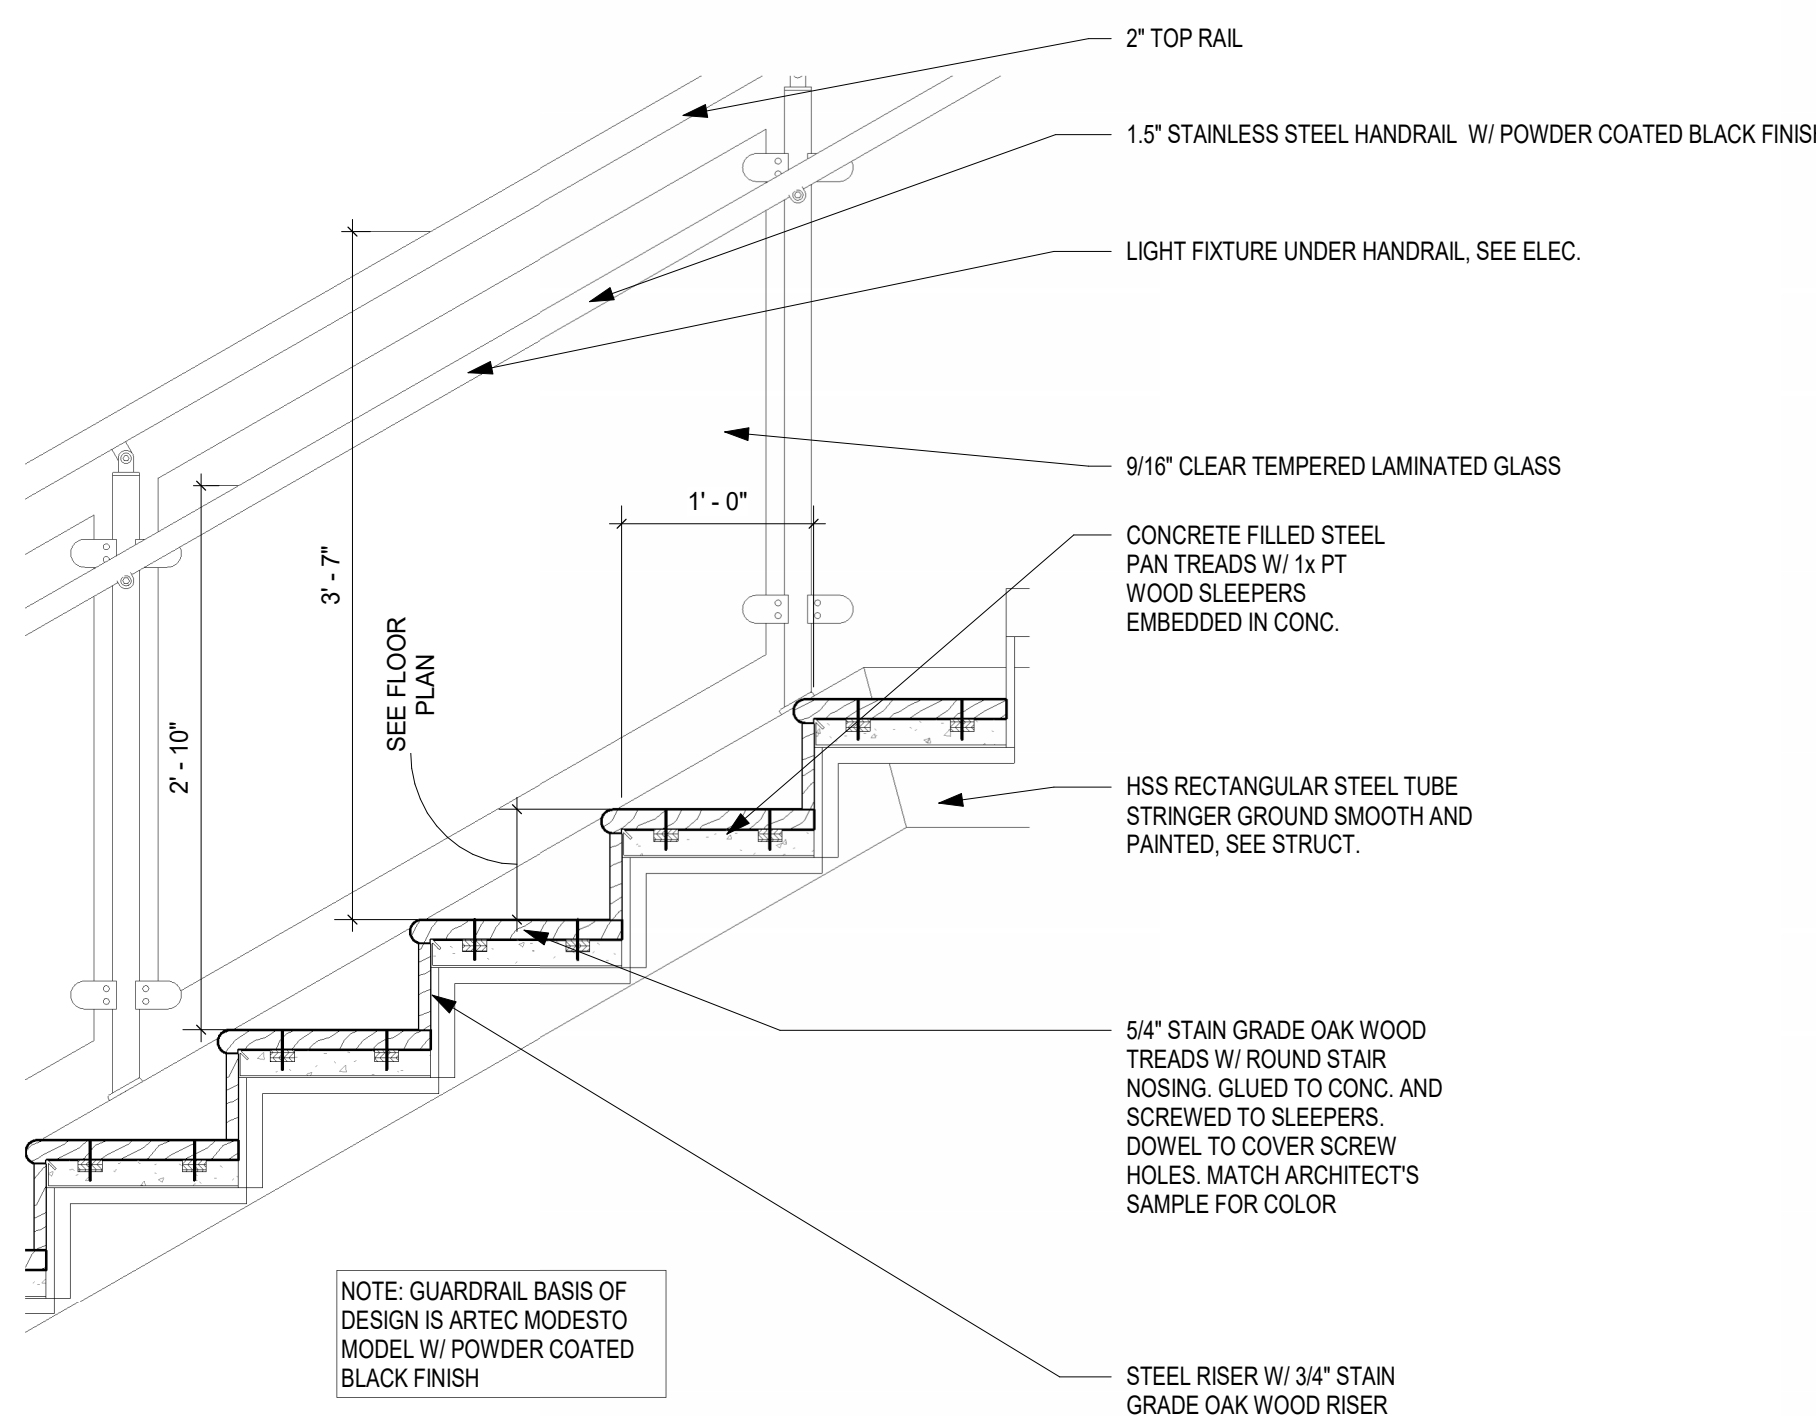 2" TOP RAIL
1.5" STAINLESS STEEL HANDRAIL W/ POWDER COATED BLACK FINISH
LIGHT FIXTURE UNDER HANDRAIL, SEE ELEC.
9/16" CLEAR TEMPERED LAMINATED GLASS
1' - 0"
CONCRETE FILLED STEEL
PAN TREADS W/ 1x PT
WOOD SLEEPERS
EMBEDDED IN CONC.
3' - 7"
SEE FLOOR
PLAN
2' - 10"
HSS RECTANGULAR STEEL TUBE
STRINGER GROUND SMOOTH AND
PAINTED, SEE STRUCT.
5/4" STAIN GRADE OAK WOOD
TREADS W/ ROUND STAIR
NOSING. GLUED TO CONC. AND
SCREWED TO SLEEPERS.
DOWEL TO COVER SCREW
HOLES. MATCH ARCHITECT'S
SAMPLE FOR COLOR
NOTE: GUARDRAIL BASIS OF
DESIGN IS ARTEC MODESTO
MODEL W/ POWDER COATED
BLACK FINISH
STEEL RISER W/ 3/4" STAIN
GRADE OAK WOOD RISER